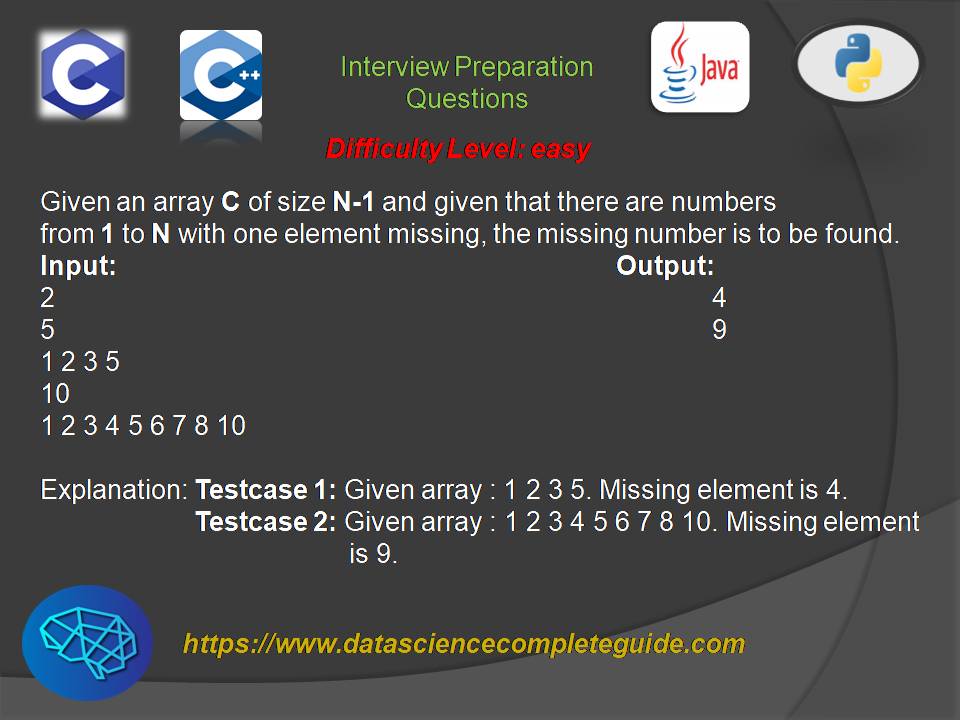 C
C++
Interview Preparation
Questions
Java
Difficulty Level: easy
Given an array C of size N-1 and given that there are numbers
from 1 to N with one element missing, the missing number is to be found.
Input: Output:
2 4
5 9
1 2 3 5
10
1 2 3 4 5 6 7 8 10
Explanation: Testcase 1: Given array : 1 2 3 5. Missing element is 4.
Testcase 2: Given array : 1 2 3 4 5 6 7 8 10. Missing element
is 9.
https://www.datasciencecompleteguide.com